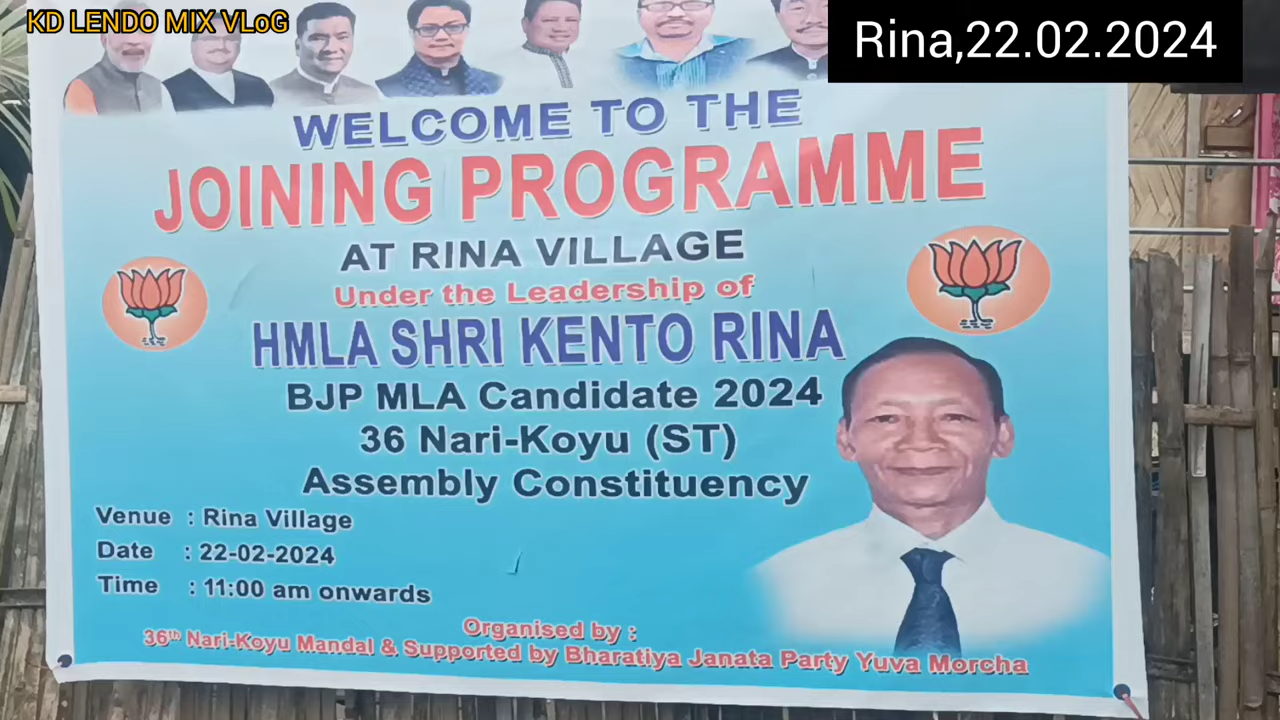 KD LENDO MIX VLoG
Rina,22.02.2024
WELCOME TO THE
JOINING PROGRAMME
AT RINA VILLAGE
Under the Leadership of
HMLA SHRI KENTO RINA
BJP MLA Candidate 2024
36 Nari-Koyu (ST)
Assembly Constituency
Venue : Rina Village
Date : 22-02-2024
Time : 11:00 am onwards
Organised by :
36th Nari-Koyu Mandal & Supported by Bharatiya Janata Party Yuva Morcha